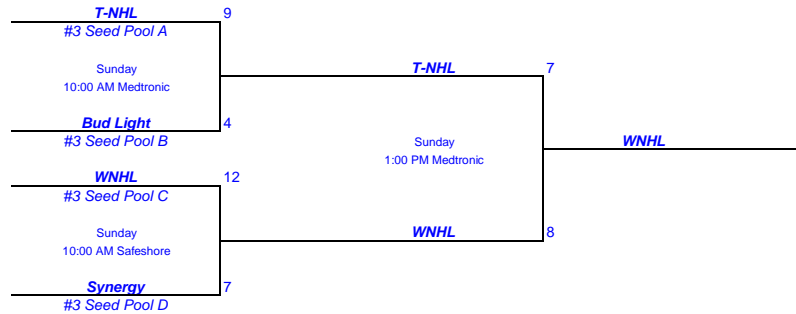 T-NHL 9
#3 Seed Pool A
Sunday
10:00 AM Medtronic
T-NHL 7
Bud Light 4
#3 Seed Pool B
Sunday
1:00 PM Medtronic
WNHL
WNHL 12
#3 Seed Pool C
Sunday
10:00 AM Safeshore
WNHL 8
Synergy 7
#3 Seed Pool D